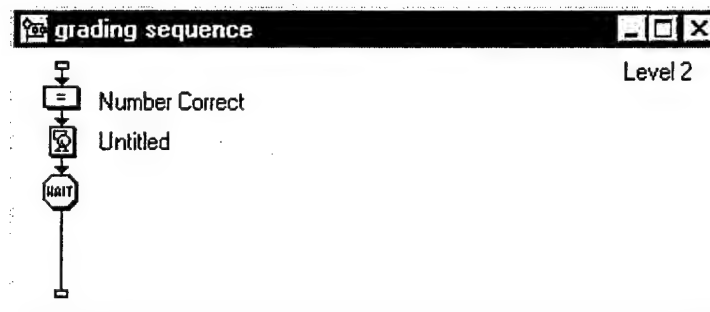 grading sequence
Level 2
=
Number Correct
Untitled
WAIT